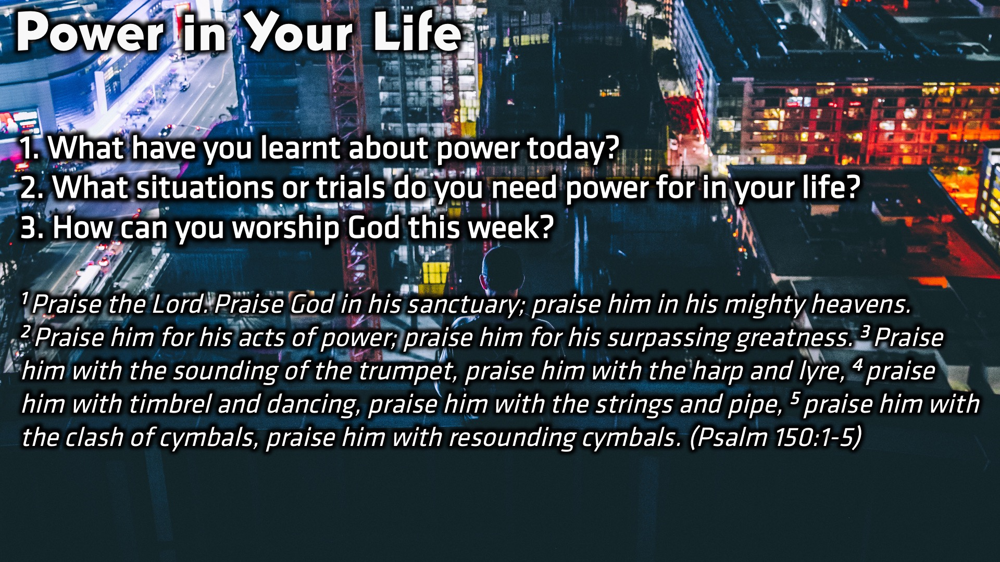 Power in Your Life
1. What have you learnt about power today?
2. What situations or trials do you need power for in your life?
3. How can you worship God this week?
¹ Praise the Lord. Praise God in his sanctuary; praise him in his mighty heavens.
² Praise him for his acts of power; praise him for his surpassing greatness. ³ Praise
him with the sounding of the trumpet, praise him with the harp and lyre, ⁴ praise
him with timbrel and dancing, praise him with the strings and pipe, ⁵ praise him with
the clash of cymbals, praise him with resounding cymbals. (Psalm 150:1-5)